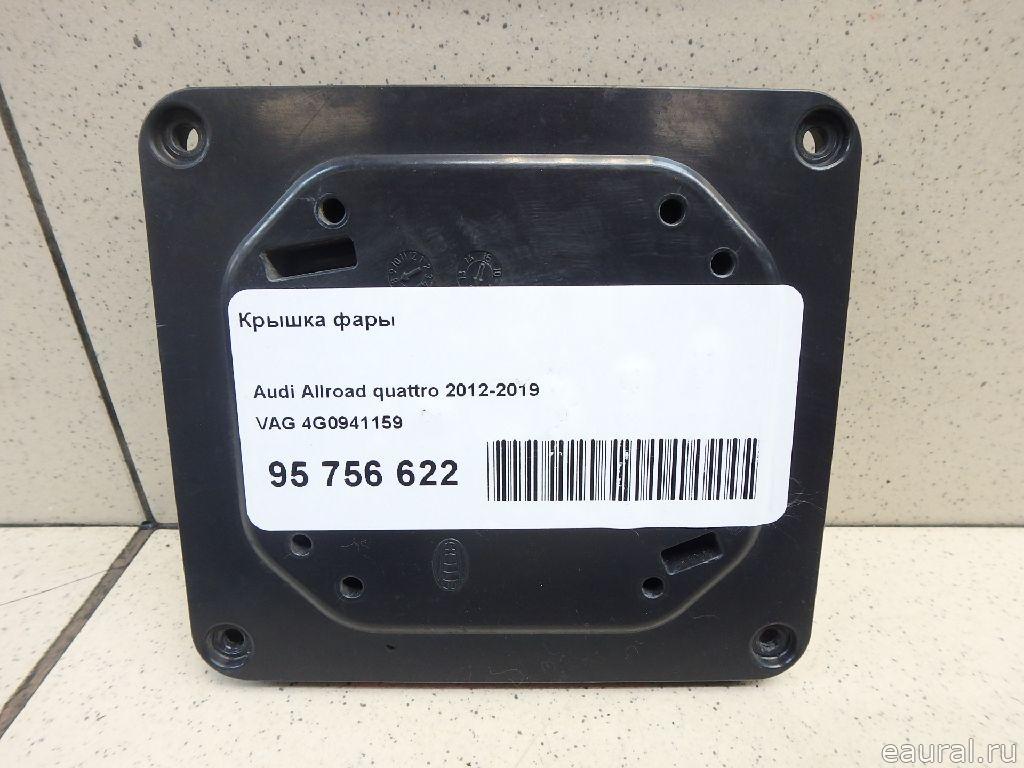 Крышка фары
Audi Allroad quattro 2012-2019
VAG 4G0941159
95 756 622
eaural.ru